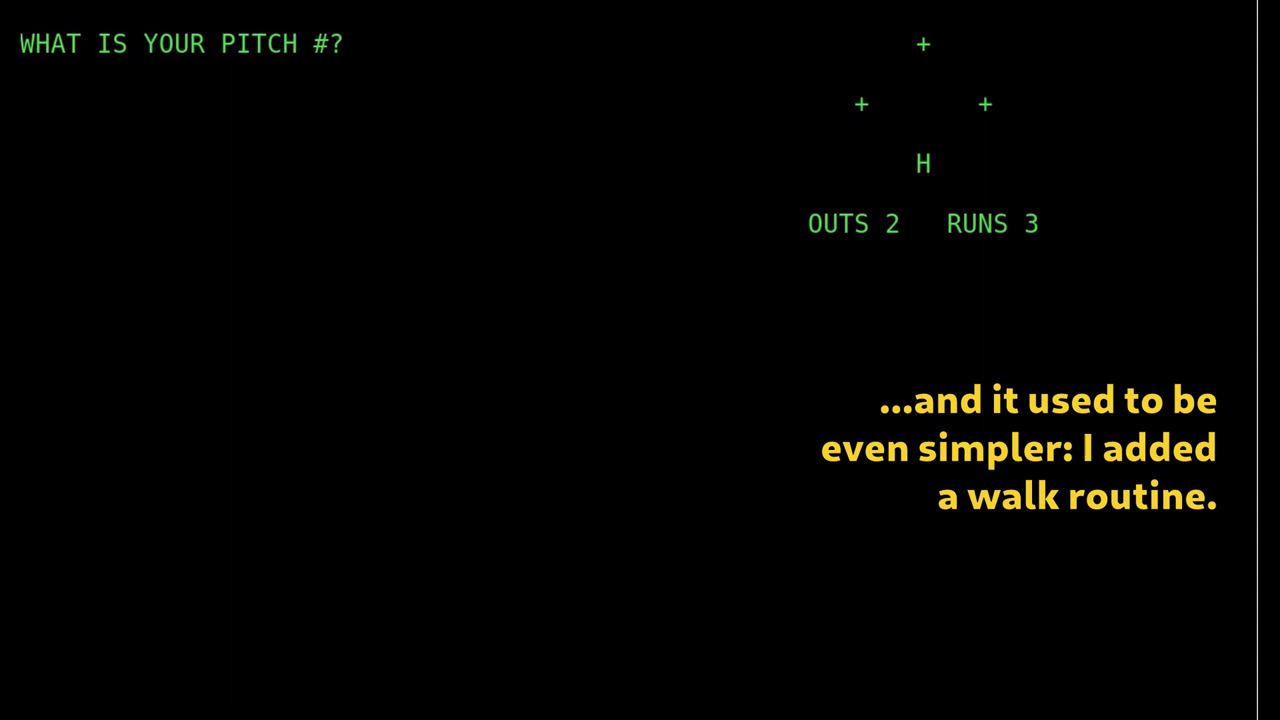 WHAT IS YOUR PITCH #?
+
+ +
H
OUTS 2 RUNS 3
...and it used to be
even simpler: I added
a walk routine.